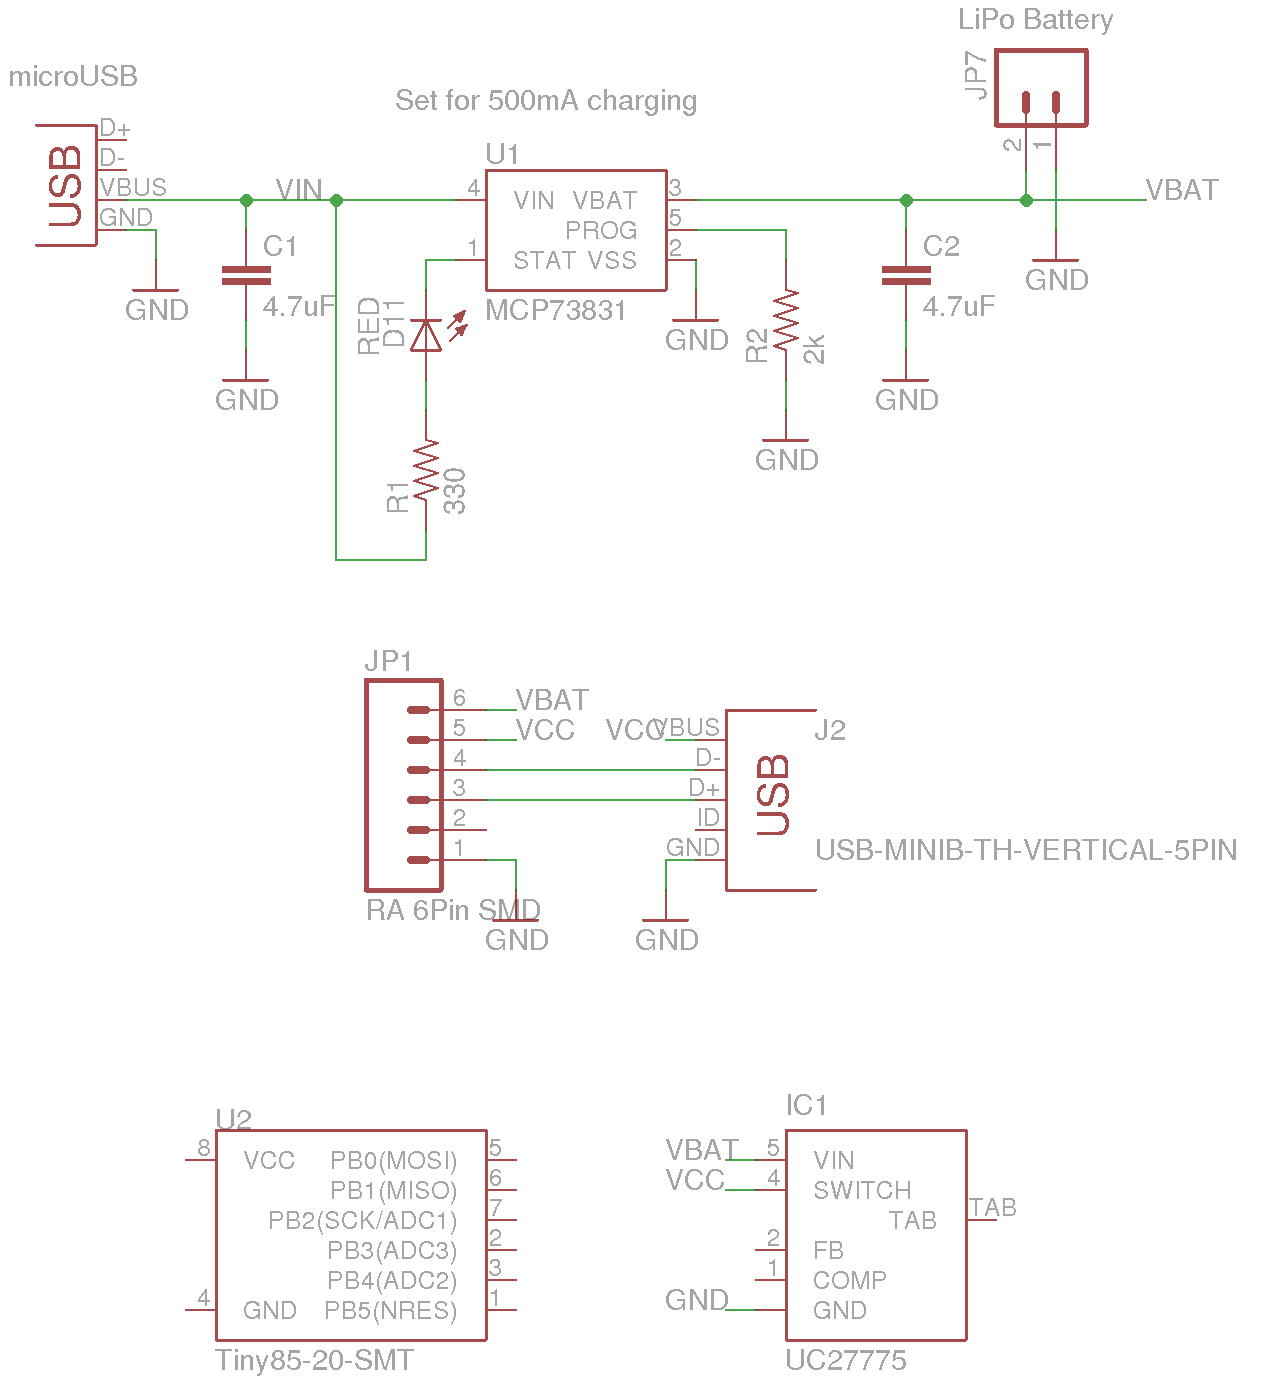 LiPo Battery
JP7
2
1
microUSB
USB
D+
D-
VBUS
GND
GND
VIN
C1
4.7uF
GND
Set for 500mA charging
U1
4
1
VIN VBAT
PROG
STAT VSS
3
5
2
MCP73831
RED
D11
R1
330
GND
R2
2k
GND
C2
4.7uF
GND
GND
VBAT
JP1
6
5
4
3
2
1
VBAT
VCC
RA 6Pin SMD
GND
VCC
VBUS
D-
D+
ID
GND
GND
USB
J2
USB-MINIB-TH-VERTICAL-5PIN
U2
8
4
VCC
GND
PB0(MOSI)
PB1(MISO)
PB2(SCK/ADC1)
PB3(ADC3)
PB4(ADC2)
PB5(NRES)
5
6
7
2
3
1
Tiny85-20-SMT
IC1
VBAT
VCC
GND
5
4
2
1
VIN
SWITCH
TAB
FB
COMP
GND
TAB
UC27775